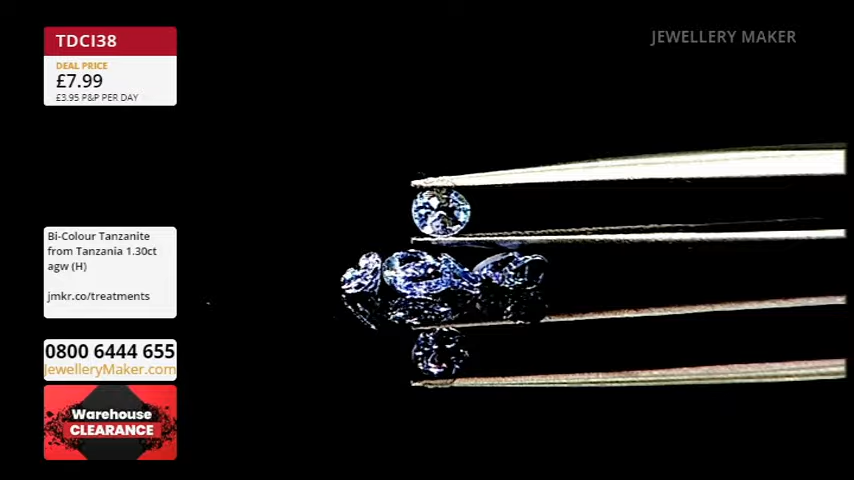 TDCI38
DEAL PRICE
£7.99
£3.95 P&P PER DAY
JEWELLERY MAKER
Bi-Colour Tanzanite
from Tanzania 1.30ct
agw (H)
jmkr.co/treatments
0800 6444 655
JewelleryMaker.com
Warehouse
CLEARANCE